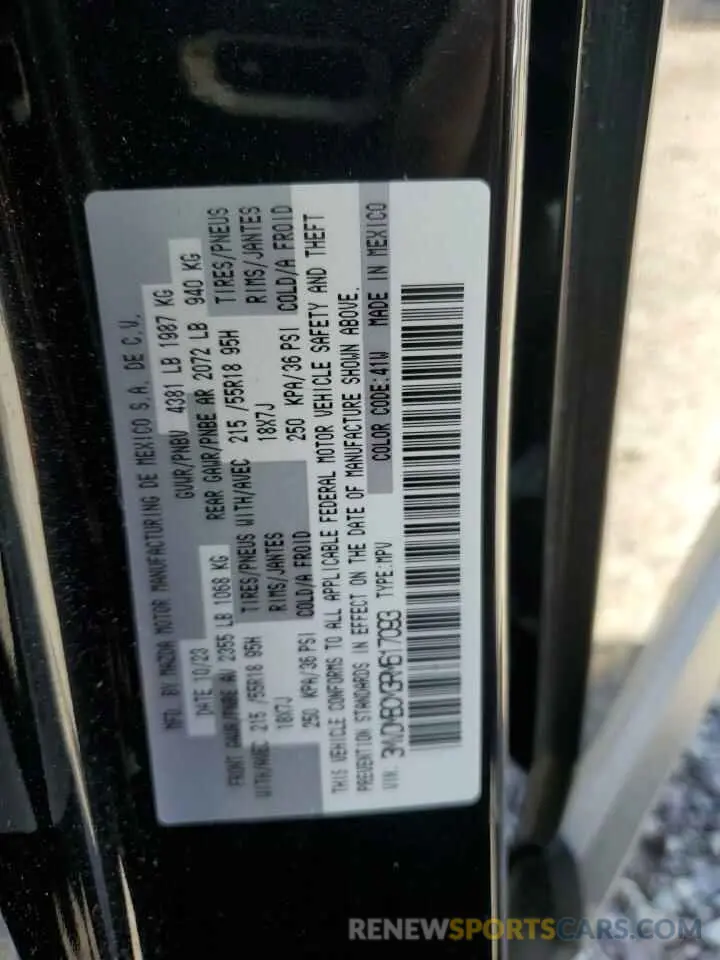 MFD. BY MAZDA MOTOR MANUFACTURING DE MEXICO S.A. DE C.V.
DATE 10/23 GVWR/PNBV 4381 LB 1987 KG
FRONT GAWR/PNBE AV 2355 LB 1068 KG REAR GAWR/PNBE AR 2072 LB 940 KG
WITH/AVEC 215 /55R18 95H TIRES/PNEUS WITH/AVEC 215 /55R18 95H TIRES/PNEUS
18X7J RIMS/JANTES 18X7J RIMS/JANTES
250 KPA/36 PSI COLD/A FROID 250 KPA/36 PSI COLD/A FROID
THIS VEHICLE CONFORMS TO ALL APPLICABLE FEDERAL MOTOR VEHICLE SAFETY AND THEFT
PREVENTION STANDARDS IN EFFECT ON THE DATE OF MANUFACTURE SHOWN ABOVE.
VIN. 3MVDMBCMXRM617093 TYPE:MPV COLOR CODE:41W MADE IN MEXICO
RENEWSPORTSCARS.COM